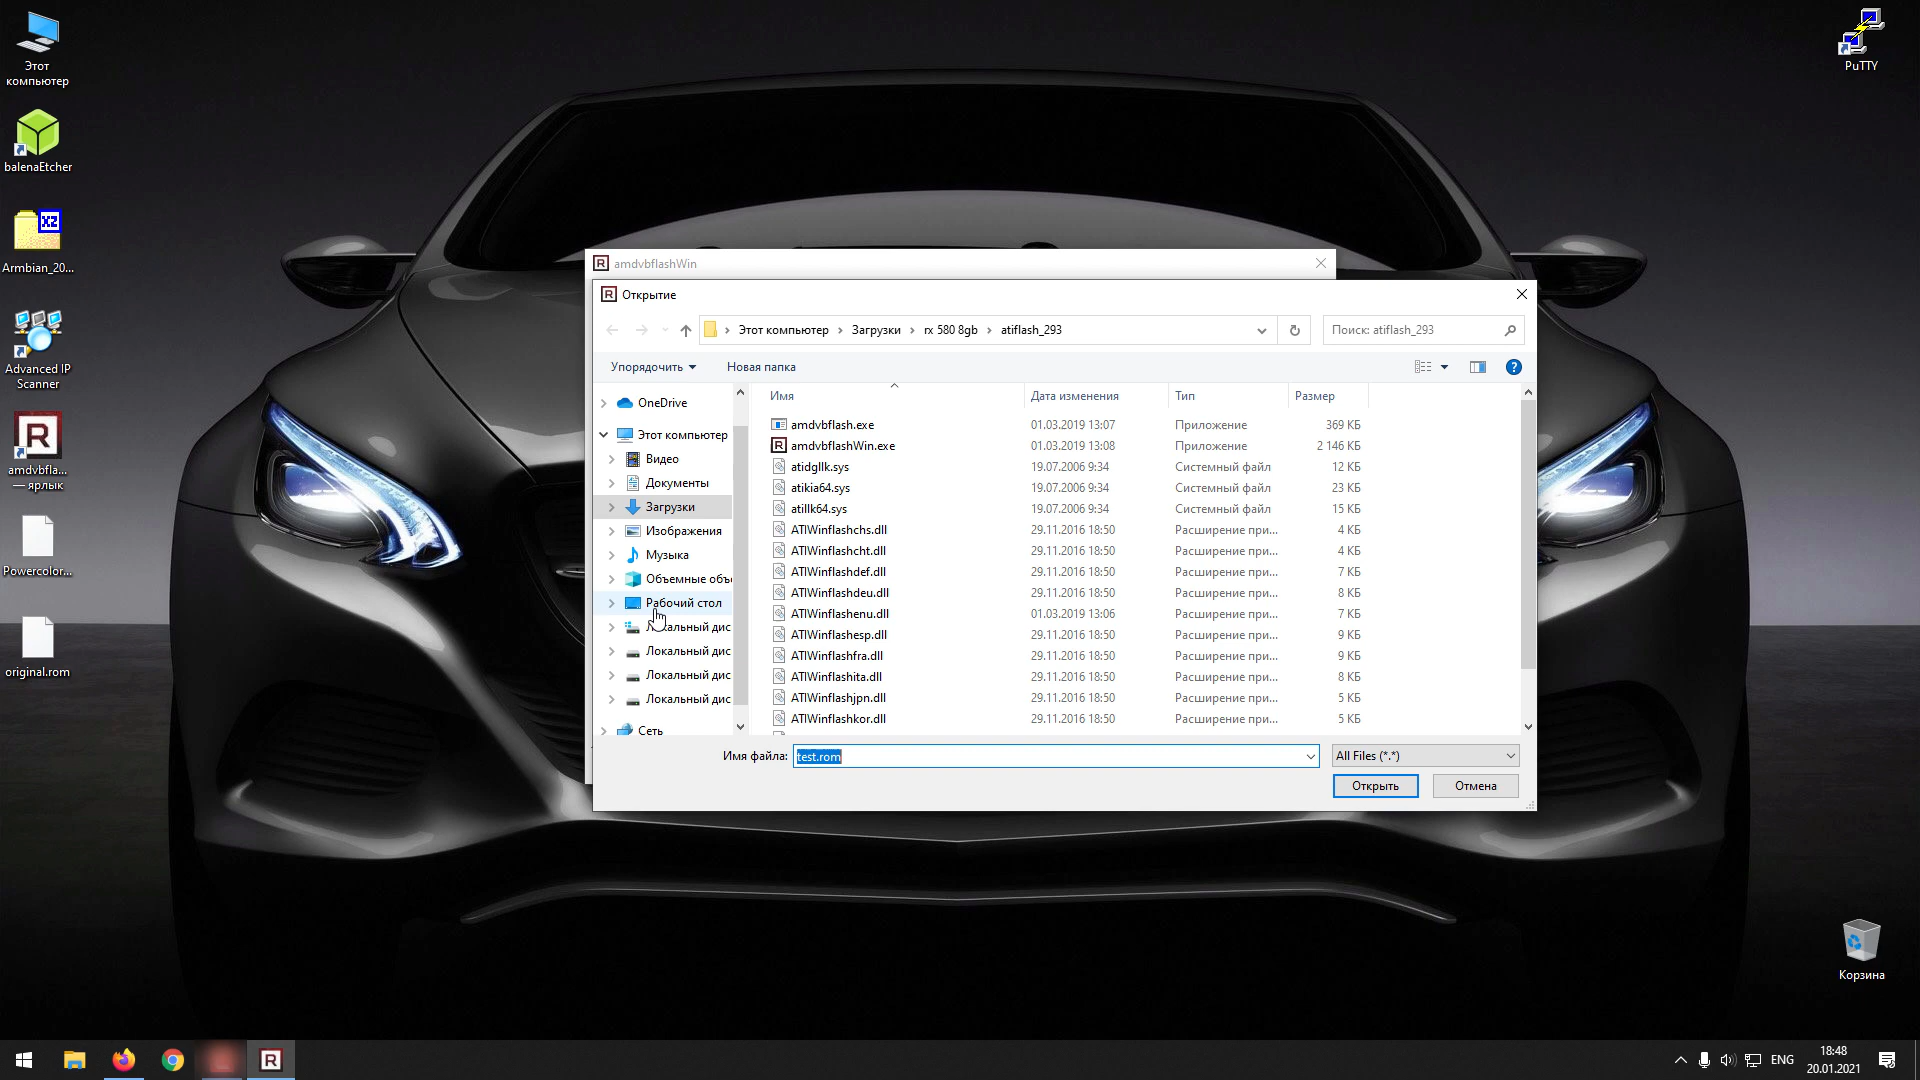 Этот
компьютер
balenaEtcher
Armbian_20...
Advanced IP
Scanner
amdvbfla...
— ярлык
Powercolor...
original.rom
PuTTY
Корзина
amdvbflashWin
Открытие
Этот компьютер › Загрузки › rx 580 8gb › atiflash_293
Поиск: atiflash_293
Упорядочить
Новая папка
OneDrive
Этот компьютер
Видео
Документы
Загрузки
Изображения
Музыка
Объемные объ
Рабочий стол
Локальный дис
Локальный дис
Локальный дис
Локальный дис
Сеть
Имя Дата изменения Тип Размер
amdvbflash.exe 01.03.2019 13:07 Приложение 369 КБ
amdvbflashWin.exe 01.03.2019 13:08 Приложение 2 146 КБ
atidgllk.sys 19.07.2006 9:34 Системный файл 12 КБ
atikia64.sys 19.07.2006 9:34 Системный файл 23 КБ
atillk64.sys 19.07.2006 9:34 Системный файл 15 КБ
ATIWinflashchs.dll 29.11.2016 18:50 Расширение при... 4 КБ
ATIWinflashcht.dll 29.11.2016 18:50 Расширение при... 4 КБ
ATIWinflashdef.dll 29.11.2016 18:50 Расширение при... 7 КБ
ATIWinflashdeu.dll 29.11.2016 18:50 Расширение при... 8 КБ
ATIWinflashenu.dll 01.03.2019 13:06 Расширение при... 7 КБ
ATIWinflashesp.dll 29.11.2016 18:50 Расширение при... 9 КБ
ATIWinflashfra.dll 29.11.2016 18:50 Расширение при... 9 КБ
ATIWinflashita.dll 29.11.2016 18:50 Расширение при... 8 КБ
ATIWinflashjpn.dll 29.11.2016 18:50 Расширение при... 5 КБ
ATIWinflashkor.dll 29.11.2016 18:50 Расширение при... 5 КБ
Имя файла: test.rom All Files (*.*)
Открыть Отмена
ENG
18:48
20.01.2021